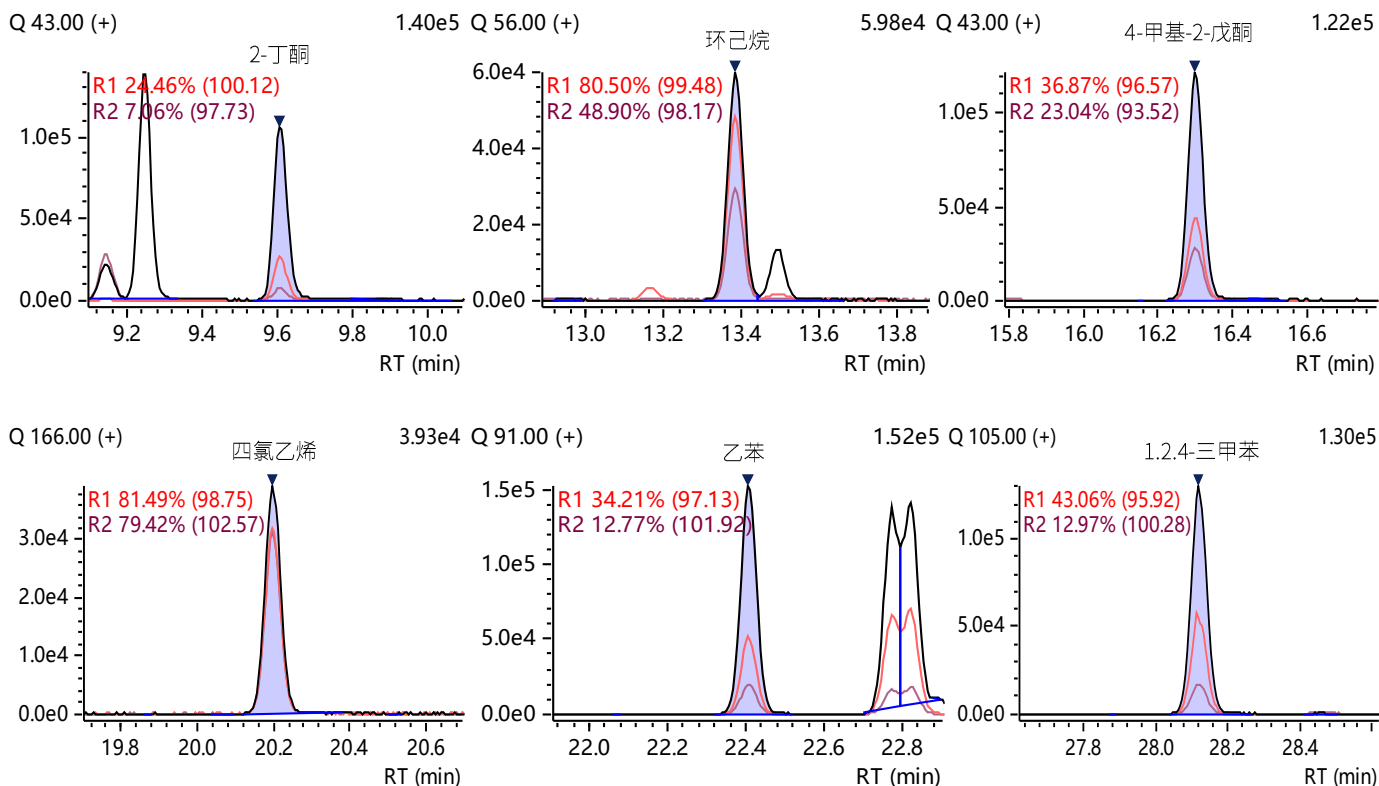 Q 43.00 (+) 1.40e5
2-丁酮
R1 24.46% (100.12)
R2 7.06% (97.73)
1.0e5
5.0e4
0.0e0
9.2 9.4 9.6 9.8 10.0
RT (min)
Q 56.00 (+) 5.98e4
环己烷
6.0e4
R1 80.50% (99.48)
R2 48.90% (98.17)
4.0e4
2.0e4
0.0e0
13.0 13.2 13.4 13.6 13.8
RT (min)
Q 43.00 (+) 1.22e5
4-甲基-2-戊酮
R1 36.87% (96.57)
R2 23.04% (93.52)
1.0e5
5.0e4
0.0e0
15.8 16.0 16.2 16.4 16.6
RT (min)
Q 166.00 (+) 3.93e4
四氯乙烯
R1 81.49% (98.75)
R2 79.42% (102.57)
3.0e4
2.0e4
1.0e4
0.0e0
19.8 20.0 20.2 20.4 20.6
RT (min)
Q 91.00 (+) 1.52e5
乙苯
1.5e5
R1 34.21% (97.13)
R2 12.77% (101.92)
1.0e5
5.0e4
0.0e0
22.0 22.2 22.4 22.6 22.8
RT (min)
Q 105.00 (+) 1.30e5
1.2.4-三甲苯
R1 43.06% (95.92)
R2 12.97% (100.28)
1.0e5
5.0e4
0.0e0
27.8 28.0 28.2 28.4
RT (min)